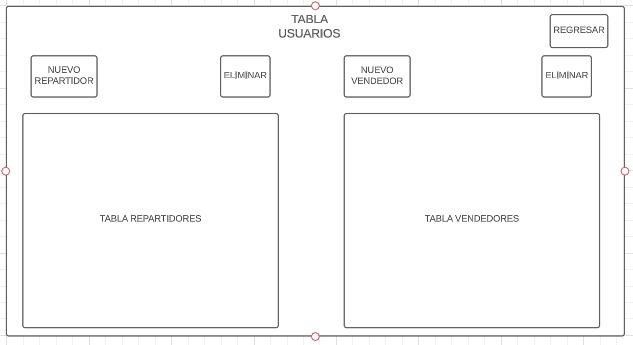 TABLA
USUARIOS
REGRESAR
NUEVO
REPARTIDOR
ELIMINAR
NUEVO
VENDEDOR
ELIMINAR
TABLA REPARTIDORES
TABLA VENDEDORES